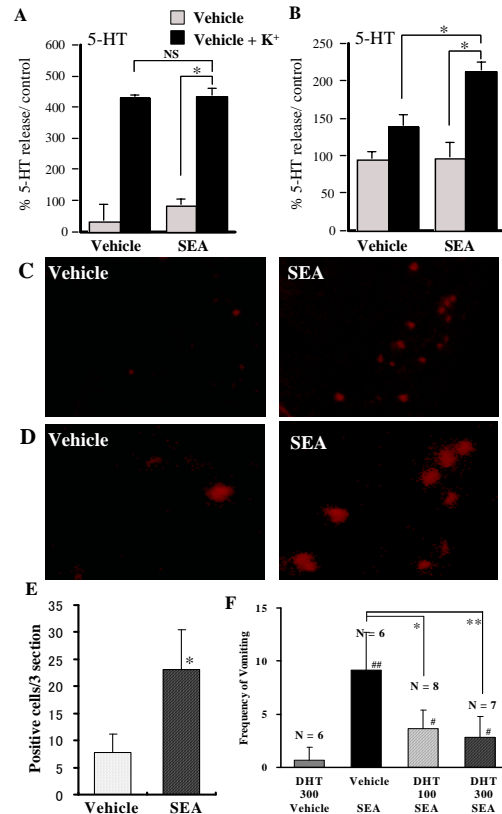 A
5-HT
Vehicle
Vehicle + K⁺
NS
*
% 5-HT release/ control
600
500
400
300
200
100
0
Vehicle SEA
B
5-HT
*
*
% 5-HT release/ control
250
200
150
100
50
0
Vehicle SEA
C
Vehicle
SEA
D
Vehicle
SEA
E
Positive cells/3 section
35
30
25
20
15
10
5
0
*
Vehicle SEA
F
Frequency of Vomiting
15
10
5
0
*
**
N = 6
N = 6
##
N = 8
#
N = 7
#
DHT Vehicle DHT DHT
300 100 300
Vehicle SEA SEA SEA